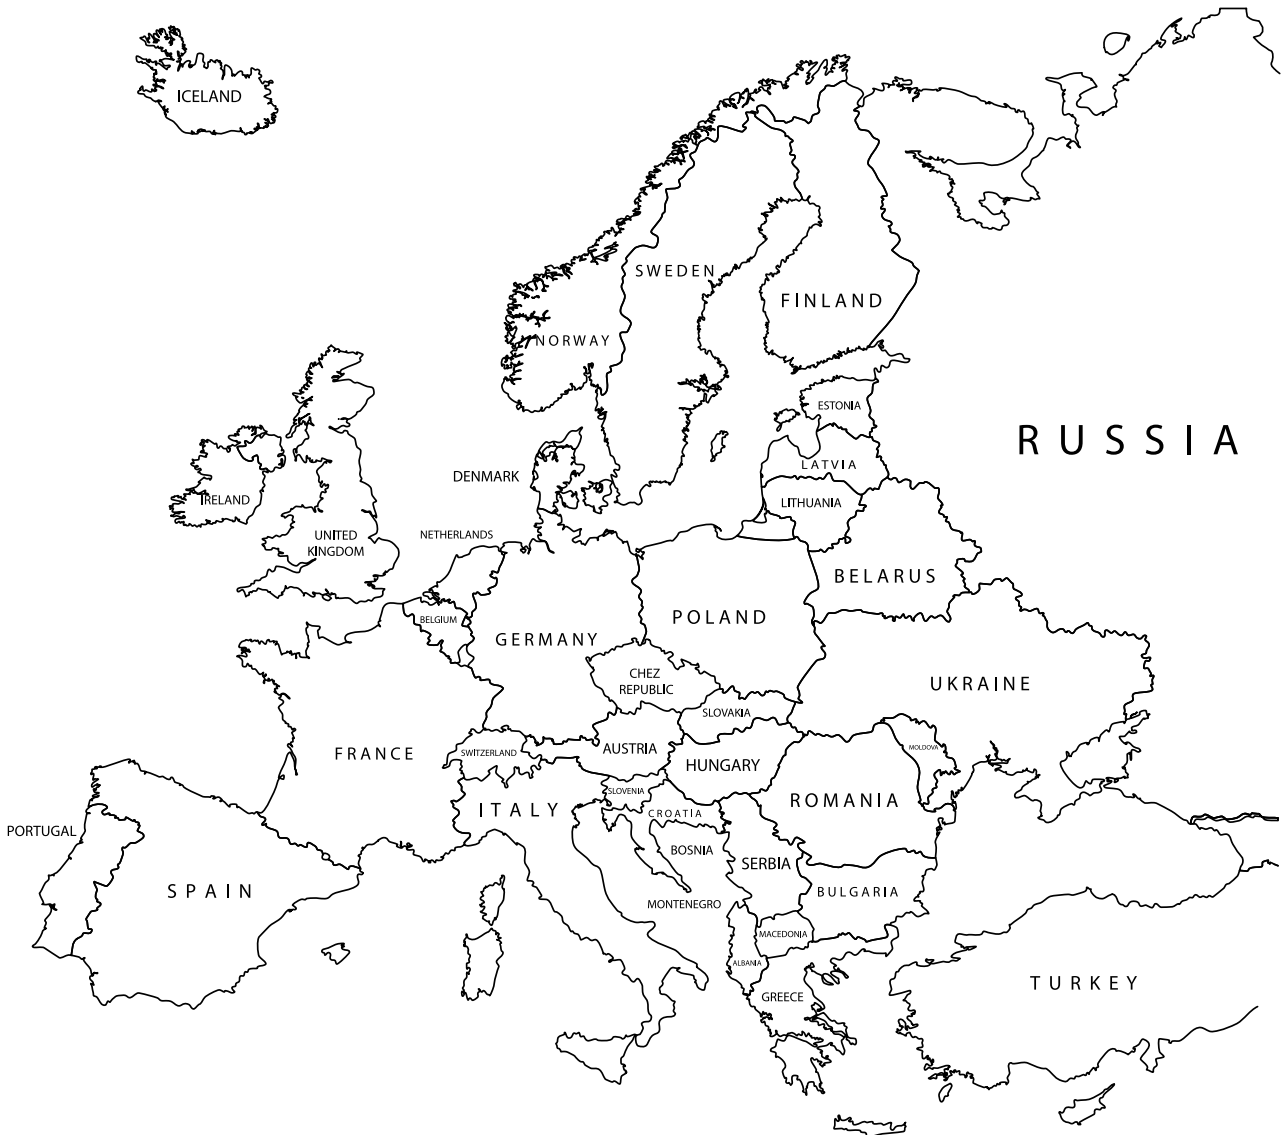 ICELAND
SWEDEN
FINLAND
NORWAY
ESTONIA
RUSSIA
LATVIA
DENMARK
IRELAND
LITHUANIA
UNITED
KINGDOM
NETHERLANDS
BELARUS
BELGIUM
POLAND
GERMANY
CHEZ
REPUBLIC
UKRAINE
SLOVAKIA
FRANCE
SWITZERLAND
AUSTRIA
MOLDOVA
HUNGARY
SLOVENIA
ROMANIA
ITALY
CROATIA
PORTUGAL
BOSNIA
SERBIA
SPAIN
BULGARIA
MONTENEGRO
MACEDONIA
ALBANIA
TURKEY
GREECE